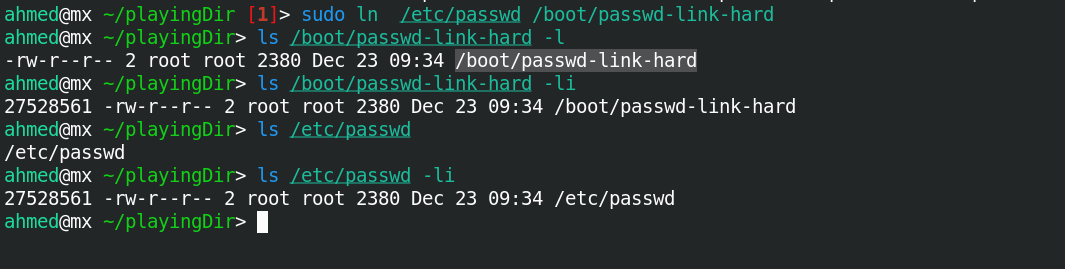 ahmed@mx ~/playingDir [1]> sudo ln  /etc/passwd /boot/passwd-link-hard
ahmed@mx ~/playingDir> ls /boot/passwd-link-hard -l
-rw-r--r-- 2 root root 2380 Dec 23 09:34 /boot/passwd-link-hard
ahmed@mx ~/playingDir> ls /boot/passwd-link-hard -li
27528561 -rw-r--r-- 2 root root 2380 Dec 23 09:34 /boot/passwd-link-hard
ahmed@mx ~/playingDir> ls /etc/passwd
/etc/passwd
ahmed@mx ~/playingDir> ls /etc/passwd -li
27528561 -rw-r--r-- 2 root root 2380 Dec 23 09:34 /etc/passwd
ahmed@mx ~/playingDir>